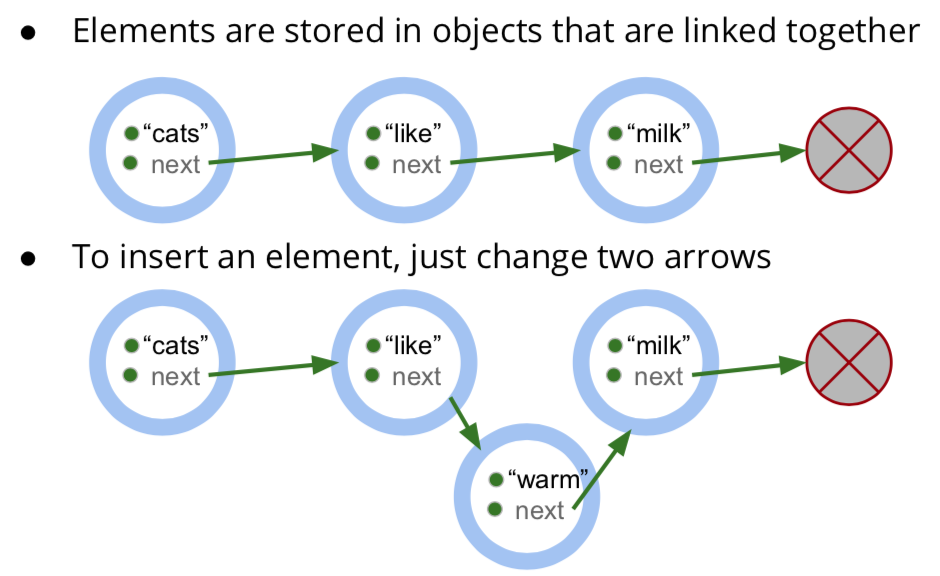 ● Elements are stored in objects that are linked together
“cats” “like” “milk”
next next next
● To insert an element, just change two arrows
“cats” “like” “milk”
next next next
“warm”
next